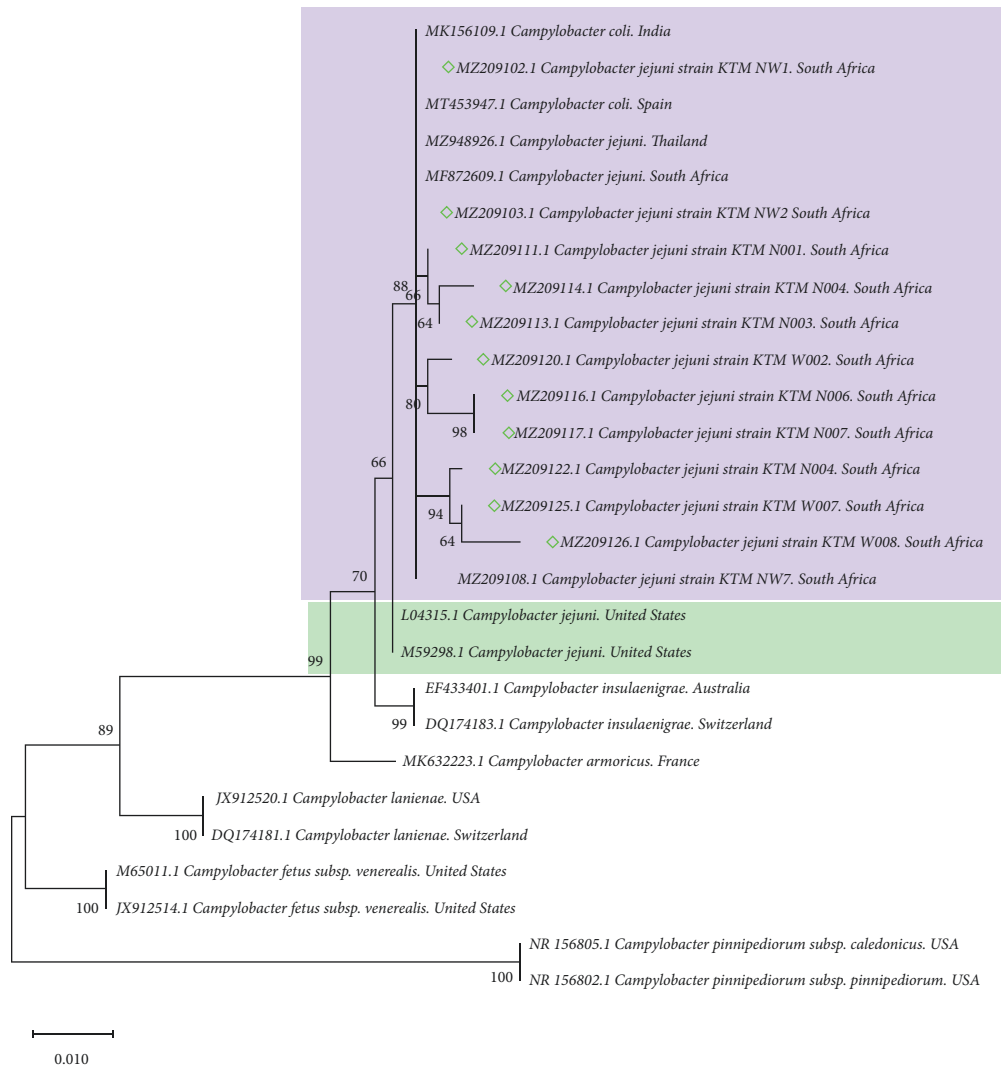 MK156109.1 Campylobacter coli. India
MZ209102.1 Campylobacter jejuni strain KTM NW1. South Africa
MT453947.1 Campylobacter coli. Spain
MZ948926.1 Campylobacter jejuni. Thailand
MF872609.1 Campylobacter jejuni. South Africa
MZ209103.1 Campylobacter jejuni strain KTM NW2 South Africa
MZ209111.1 Campylobacter jejuni strain KTM N001. South Africa
88
66
MZ209114.1 Campylobacter jejuni strain KTM N004. South Africa
64
MZ209113.1 Campylobacter jejuni strain KTM N003. South Africa
MZ209120.1 Campylobacter jejuni strain KTM W002. South Africa
80
MZ209116.1 Campylobacter jejuni strain KTM N006. South Africa
98
MZ209117.1 Campylobacter jejuni strain KTM N007. South Africa
66
MZ209122.1 Campylobacter jejuni strain KTM N004. South Africa
94
MZ209125.1 Campylobacter jejuni strain KTM W007. South Africa
64
MZ209126.1 Campylobacter jejuni strain KTM W008. South Africa
70
MZ209108.1 Campylobacter jejuni strain KTM NW7. South Africa
L04315.1 Campylobacter jejuni. United States
99
M59298.1 Campylobacter jejuni. United States
EF433401.1 Campylobacter insulaenigrae. Australia
99
DQ174183.1 Campylobacter insulaenigrae. Switzerland
89
MK632223.1 Campylobacter armoricus. France
JX912520.1 Campylobacter lanienae. USA
100
DQ174181.1 Campylobacter lanienae. Switzerland
M65011.1 Campylobacter fetus subsp. venerealis. United States
100
JX912514.1 Campylobacter fetus subsp. venerealis. United States
NR 156805.1 Campylobacter pinnipediorum subsp. caledonicus. USA
100
NR 156802.1 Campylobacter pinnipediorum subsp. pinnipediorum. USA
0.010